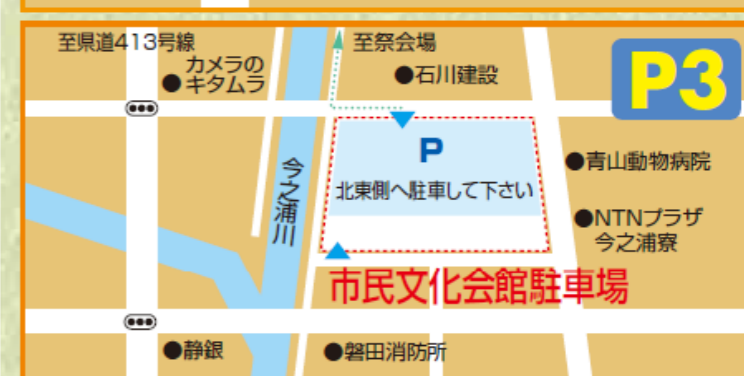 至県道413号線
至祭会場
P3
カメラの
キタムラ
石川建設
P
青山動物病院
北東側へ駐車して下さい
今之浦川
NTNプラザ
今之浦寮
市民文化会館駐車場
静銀
磐田消防所